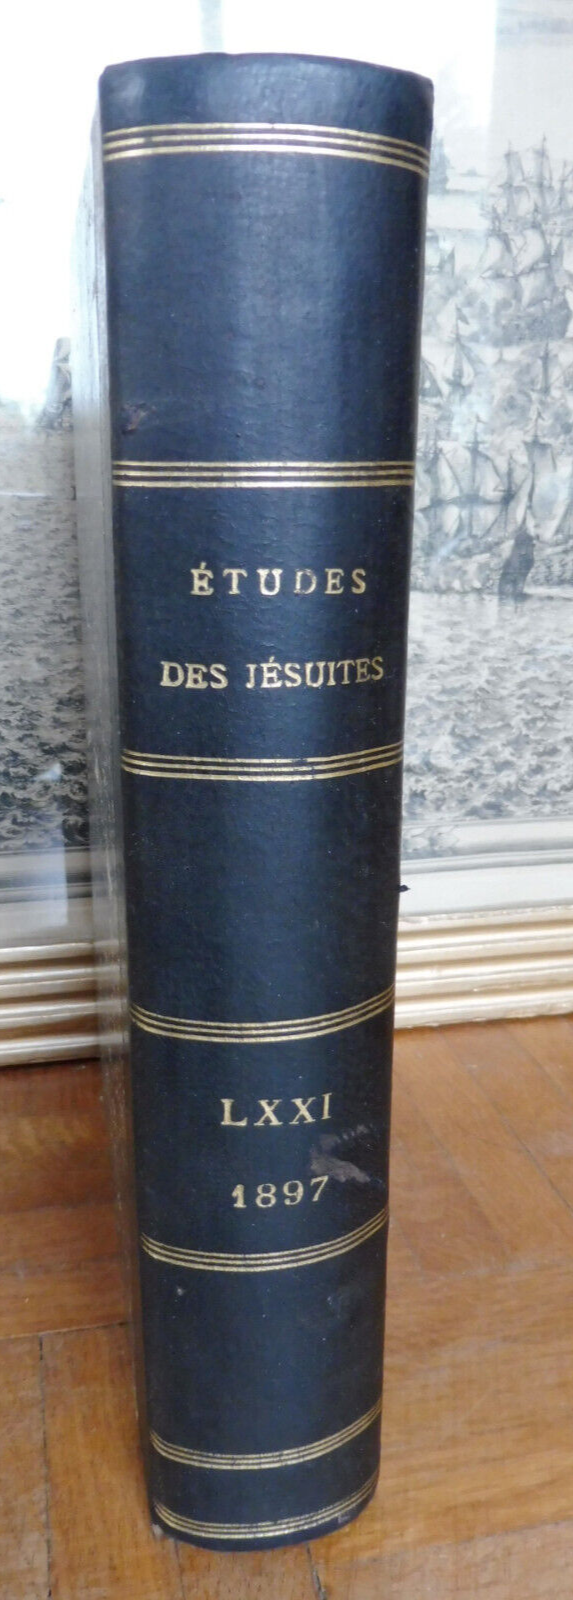 ÉTUDES
DES JÉSUITES
LXXI
1897